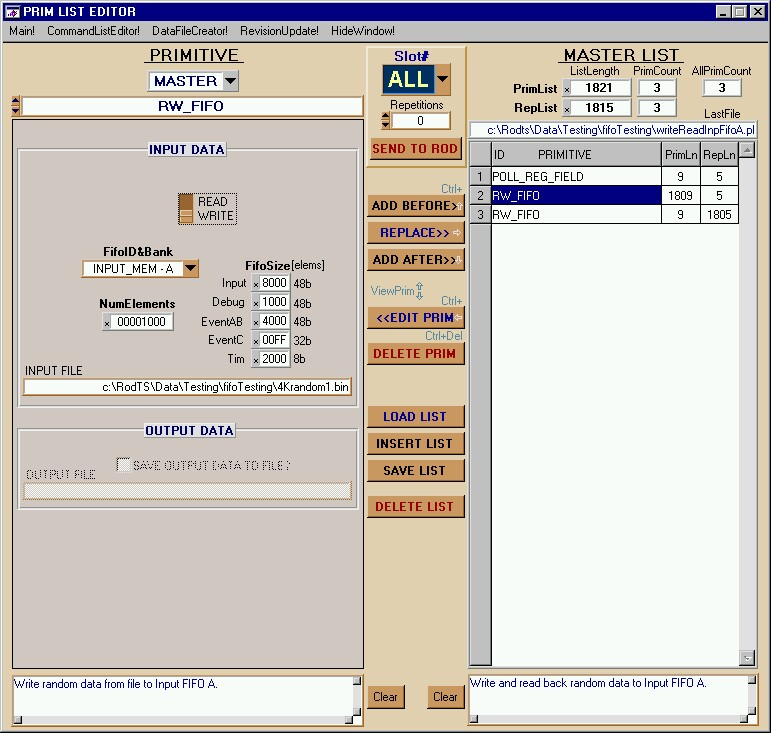 PRIM LIST EDITOR
Main! CommandListEditor! DataFileCreator! RevisionUpdate! HideWindow!
PRIMITIVE
MASTER
RW_FIFO
INPUT DATA
READ
WRITE
FifoID&Bank
INPUT_MEM - A
NumElements
x 00001000
FifoSize[elems]
Input x 8000 48b
Debug x 1000 48b
EventAB x 4000 48b
EventC x 00FF 32b
Tim x 2000 8b
INPUT FILE
c:\RodTS\Data\Testing\fifoTesting\4Krandom1.bin
OUTPUT DATA
SAVE OUTPUT DATA TO FILE?
OUTPUT FILE
Write random data from file to Input FIFO A.
Slot#
ALL
Repetitions
0
SEND TO ROD
Ctrl+
ADD BEFORE>
REPLACE>>
ADD AFTER>>
ViewPrim
Ctrl+
<<EDIT PRIM
Ctrl+Del
DELETE PRIM
LOAD LIST
INSERT LIST
SAVE LIST
DELETE LIST
Clear Clear
MASTER LIST
ListLength PrimCount AllPrimCount
PrimList x 1821 3 3
RepList x 1815 3
LastFile
c:\Rodts\Data\Testing\fifoTesting\writeReadInpFifoA.pl
ID PRIMITIVE PrimLn RepLn
1 POLL_REG_FIELD 9 5
2 RW_FIFO 1809 5
3 RW_FIFO 9 1805
Write and read back random data to Input FIFO A.